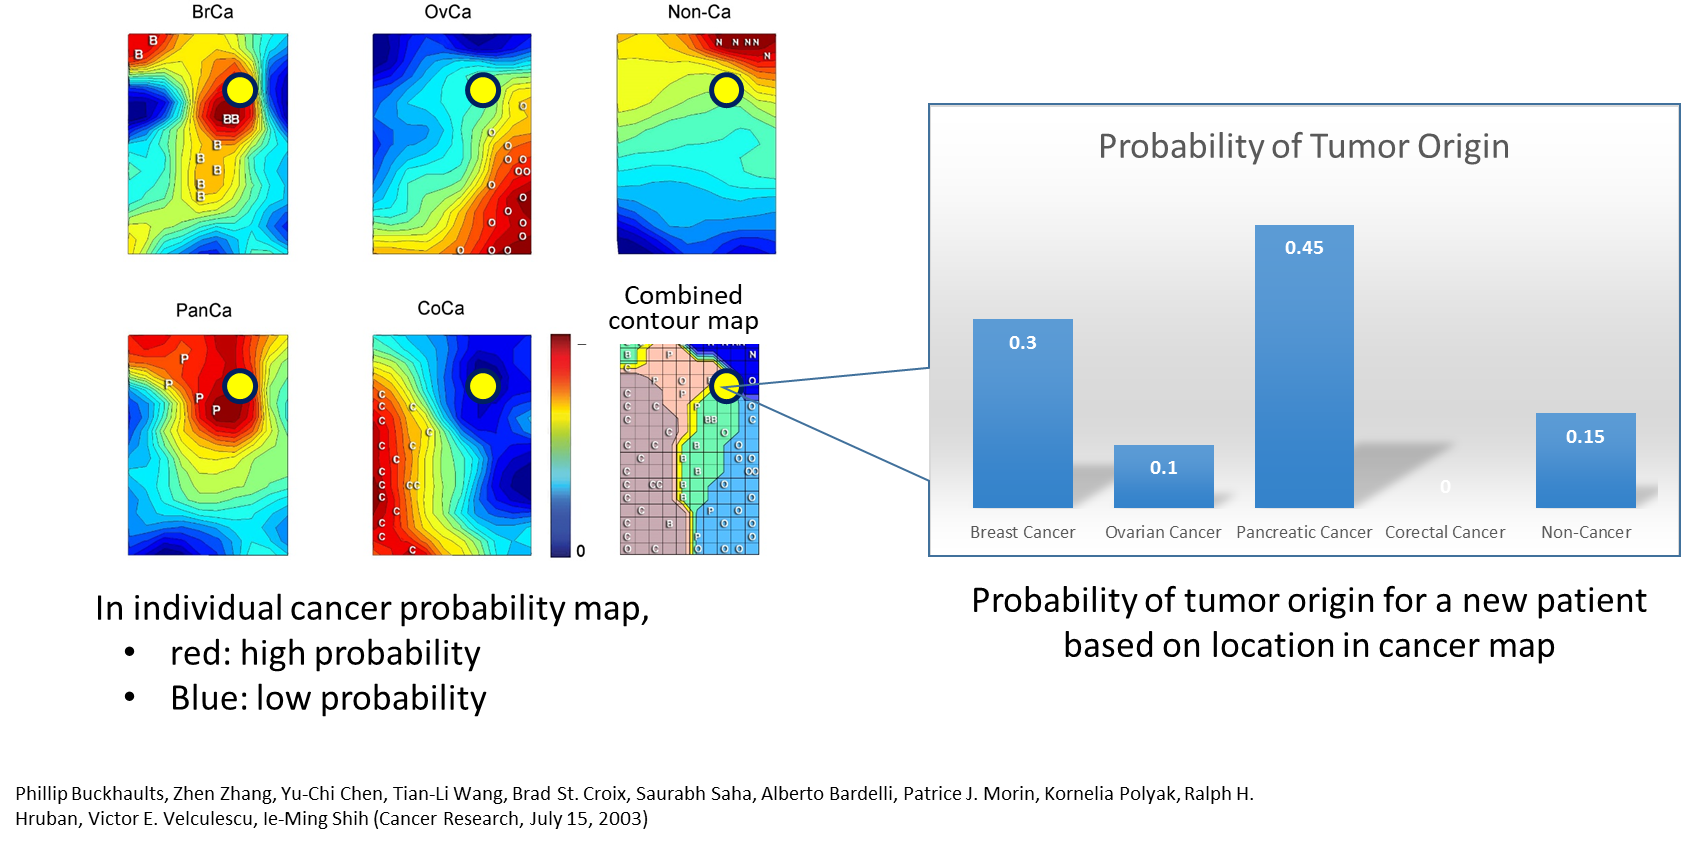 BrCa
OvCa
Non-Ca
PanCa
CoCa
Combined
contour map
0
In individual cancer probability map,
• red: high probability
• Blue: low probability
Probability of Tumor Origin
0.3
0.1
0.45
0
0.15
Breast Cancer
Ovarian Cancer
Pancreatic Cancer
Corectal Cancer
Non-Cancer
Probability of tumor origin for a new patient
based on location in cancer map
Phillip Buckhaults, Zhen Zhang, Yu-Chi Chen, Tian-Li Wang, Brad St. Croix, Saurabh Saha, Alberto Bardelli, Patrice J. Morin, Kornelia Polyak, Ralph H.
Hruban, Victor E. Velculescu, Ie-Ming Shih (Cancer Research, July 15, 2003)